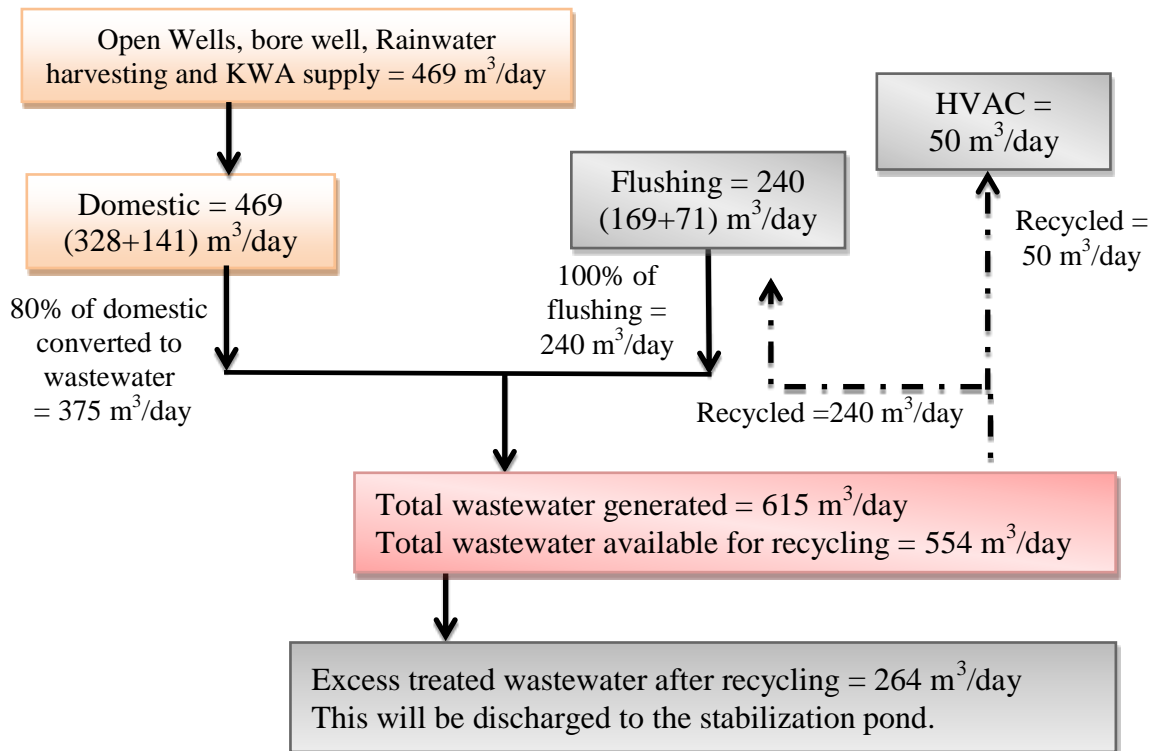 Open Wells, bore well, Rainwater
harvesting and KWA supply = 469 m³/day
HVAC =
50 m³/day
Domestic = 469
(328+141) m³/day
Flushing = 240
(169+71) m³/day
Recycled =
50 m³/day
80% of domestic
converted to
wastewater
= 375 m³/day
100% of
flushing =
240 m³/day
Recycled =240 m³/day
Total wastewater generated = 615 m³/day
Total wastewater available for recycling = 554 m³/day
Excess treated wastewater after recycling = 264 m³/day
This will be discharged to the stabilization pond.